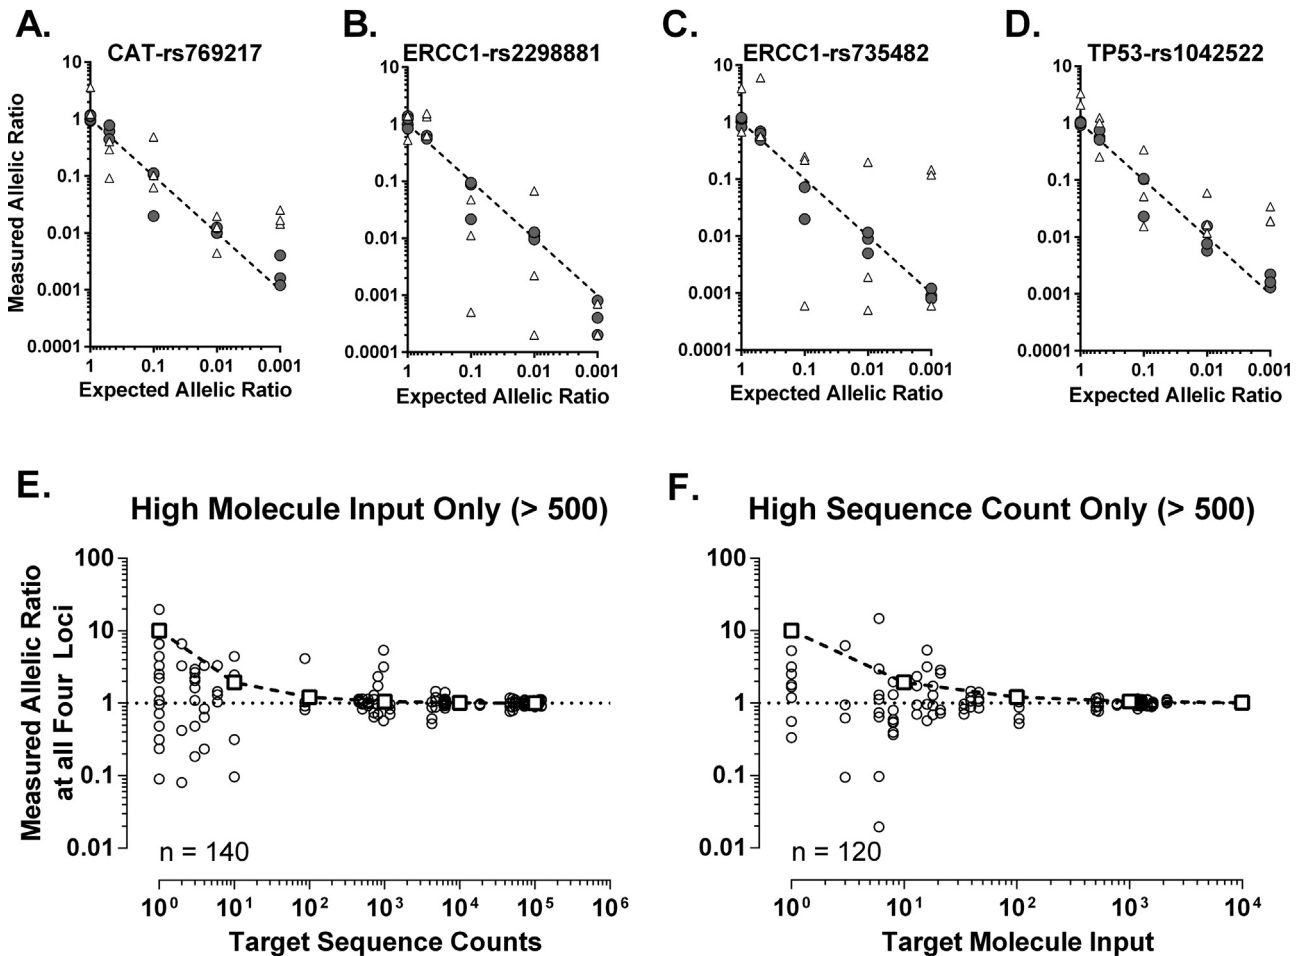 A.
CAT-rs769217
B.
ERCC1-rs2298881
C.
ERCC1-rs735482
D.
TP53-rs1042522
Measured Allelic Ratio
10
1
0.1
0.01
0.001
0.0001
1 0.1 0.01 0.001
Expected Allelic Ratio
10
1
0.1
0.01
0.001
0.0001
1 0.1 0.01 0.001
Expected Allelic Ratio
10
1
0.1
0.01
0.001
0.0001
1 0.1 0.01 0.001
Expected Allelic Ratio
10
1
0.1
0.01
0.001
0.0001
1 0.1 0.01 0.001
Expected Allelic Ratio
E.
High Molecule Input Only (> 500)
Measured Allelic Ratio
at all Four Loci
100
10
1
0.1
0.01
n = 140
10⁰ 10¹ 10² 10³ 10⁴ 10⁵ 10⁶
Target Sequence Counts
F.
High Sequence Count Only (> 500)
100
10
1
0.1
0.01
n = 120
10⁰ 10¹ 10² 10³ 10⁴
Target Molecule Input